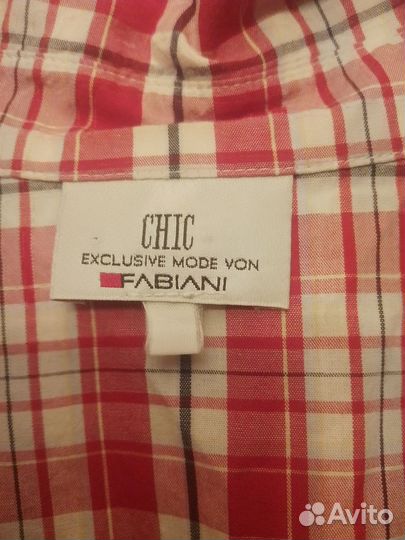 CHIC
EXCLUSIVE MODE VON
FABIANI
Avito